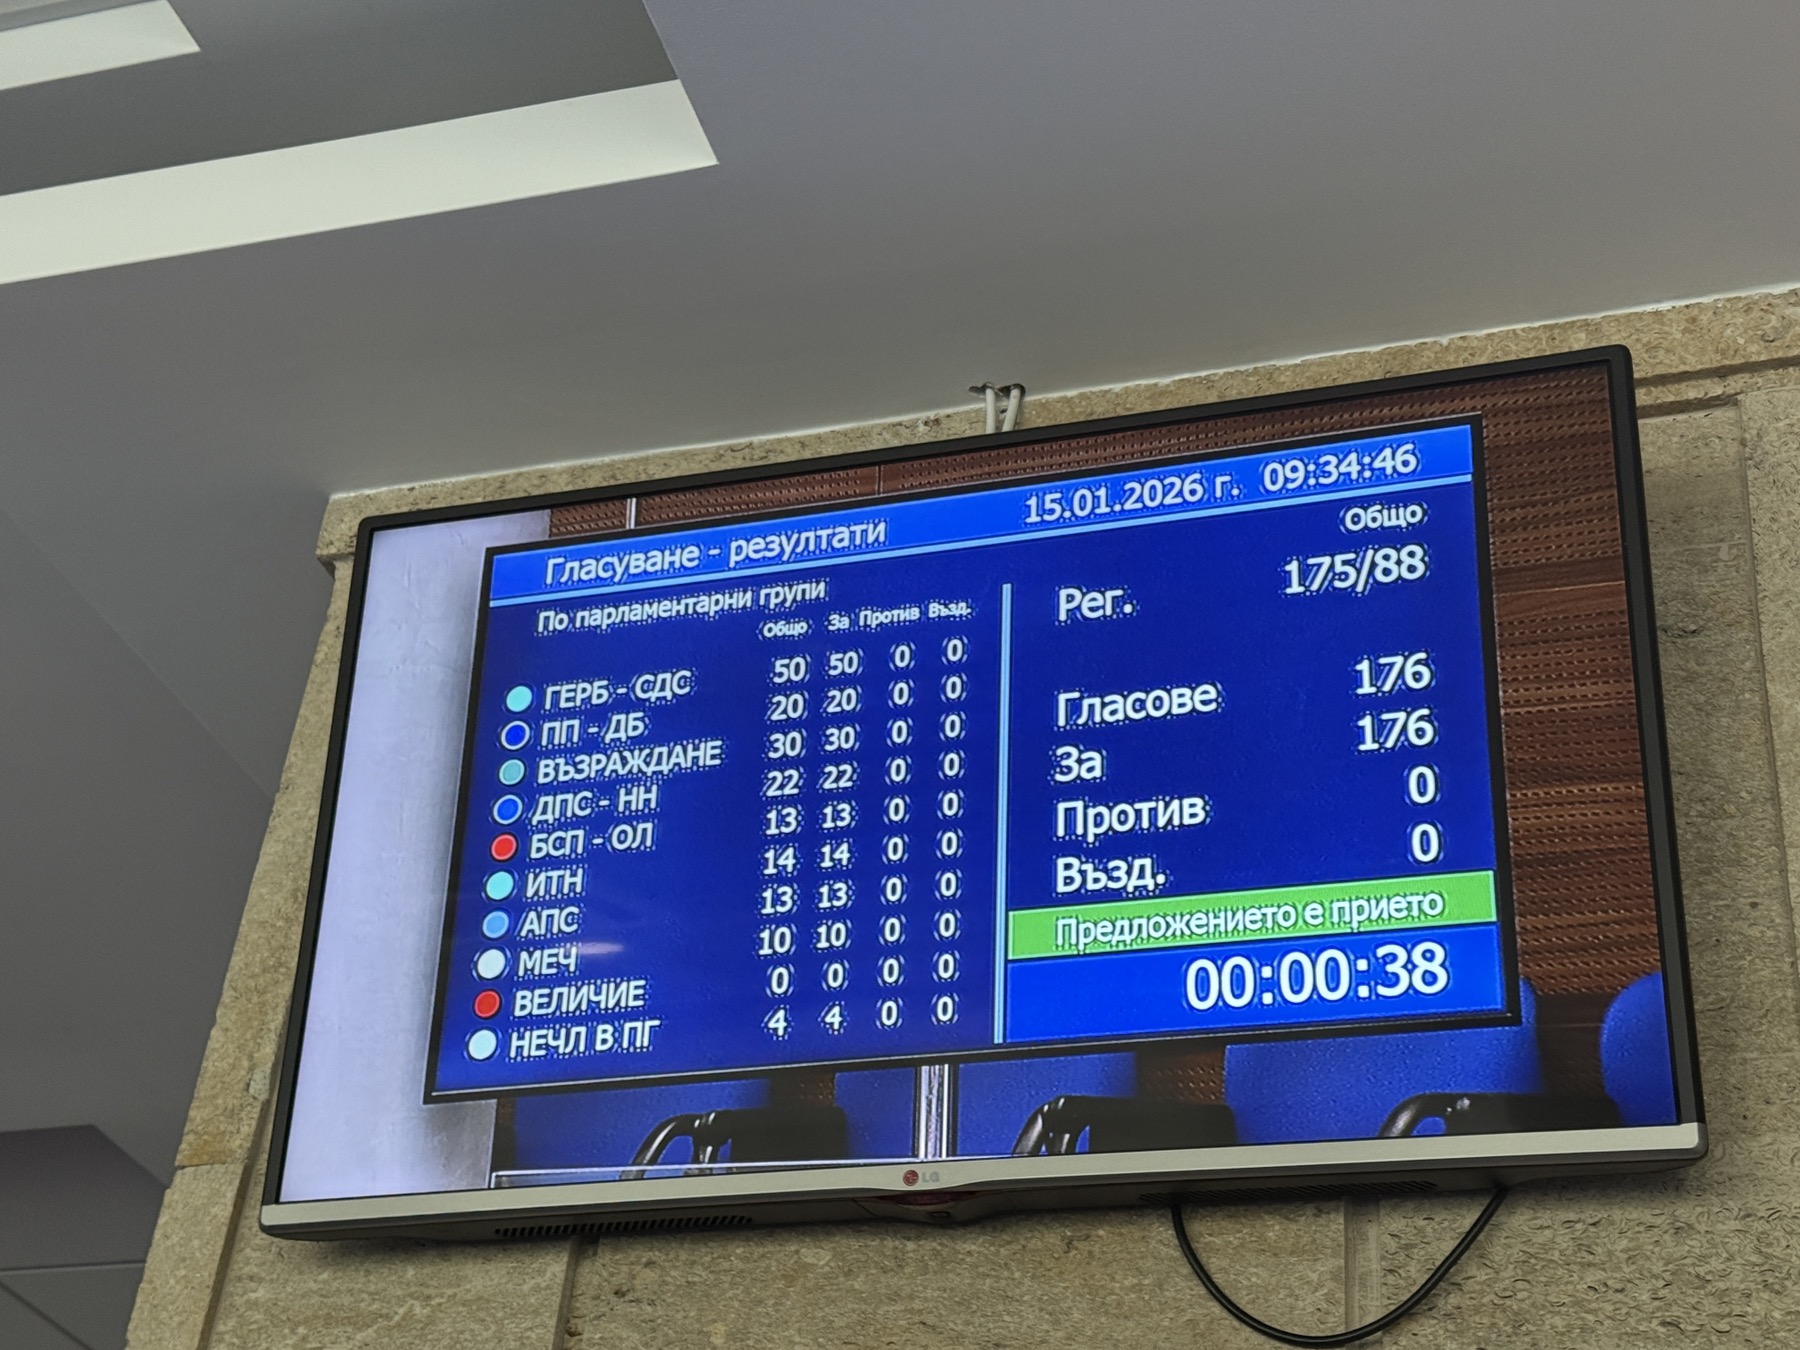 Гласуване - резултати 15.01.2026 г. 09:34:46
По парламентарни групи
Общо За Против Възд.
ГЕРБ - СДС 50 50 0 0
ПП - ДБ 20 20 0 0
ВЪЗРАЖДАНЕ 30 30 0 0
ДПС - НН 22 22 0 0
БСП - ОЛ 13 13 0 0
ИТН 14 14 0 0
АПС 13 13 0 0
МЕЧ 10 10 0 0
ВЕЛИЧИЕ 0 0 0 0
НЕЧЛ В ПГ 4 4 0 0
Общо
Рег. 175/88
Гласове 176
За 176
Против 0
Възд. 0
Предложението е прието
00:00:38
LG